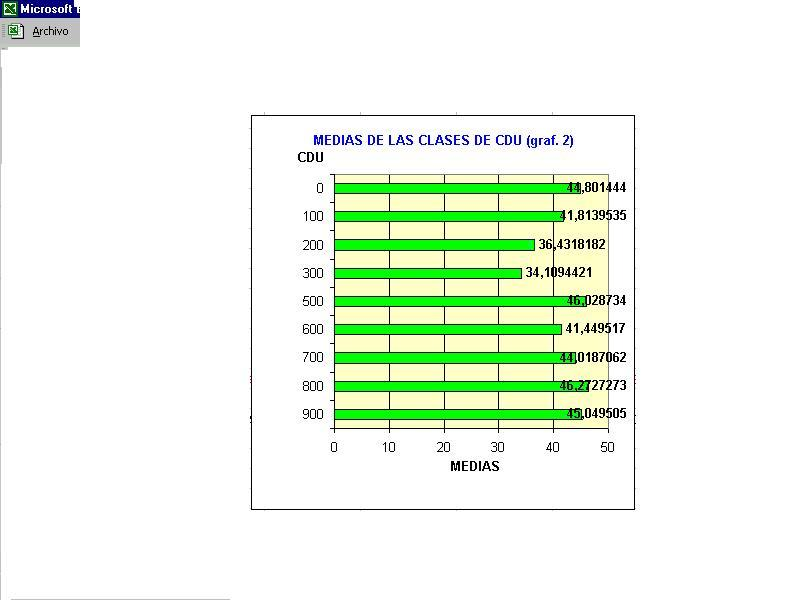 Microsoft
Archivo
MEDIAS DE LAS CLASES DE CDU (graf. 2)
CDU
0 44,801444
100 41,8139535
200 36,4318182
300 34,1094421
500 46,028734
600 41,449517
700 44,0187062
800 46,2727273
900 45,049505
0 10 20 30 40 50
MEDIAS